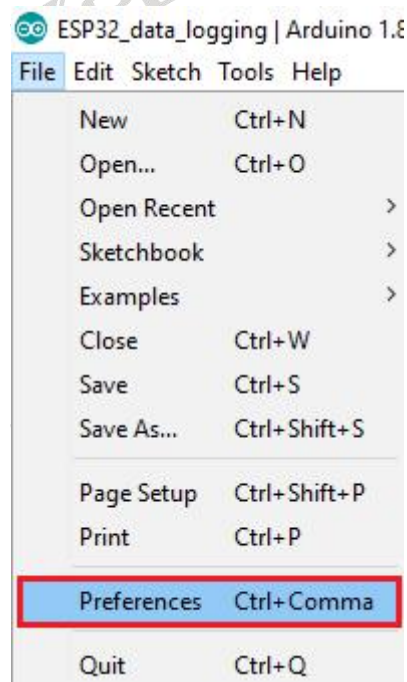 ESP32_data_logging | Arduino 1.8
File Edit Sketch Tools Help
New Ctrl+N
Open... Ctrl+O
Open Recent >
Sketchbook >
Examples >
Close Ctrl+W
Save Ctrl+S
Save As... Ctrl+Shift+S
Page Setup Ctrl+Shift+P
Print Ctrl+P
Preferences Ctrl+Comma
Quit Ctrl+Q